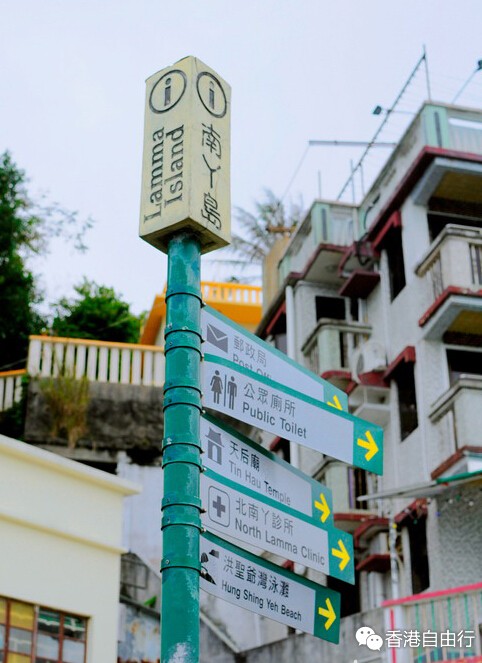 Lamma
Island
南丫島
郵政局
Post Office
公眾廁所
Public Toilet
天后廟
Tin Hau Temple
北南丫診所
North Lamma Clinic
洪聖爺灣泳灘
Hung Shing Yeh Beach
香港自由行